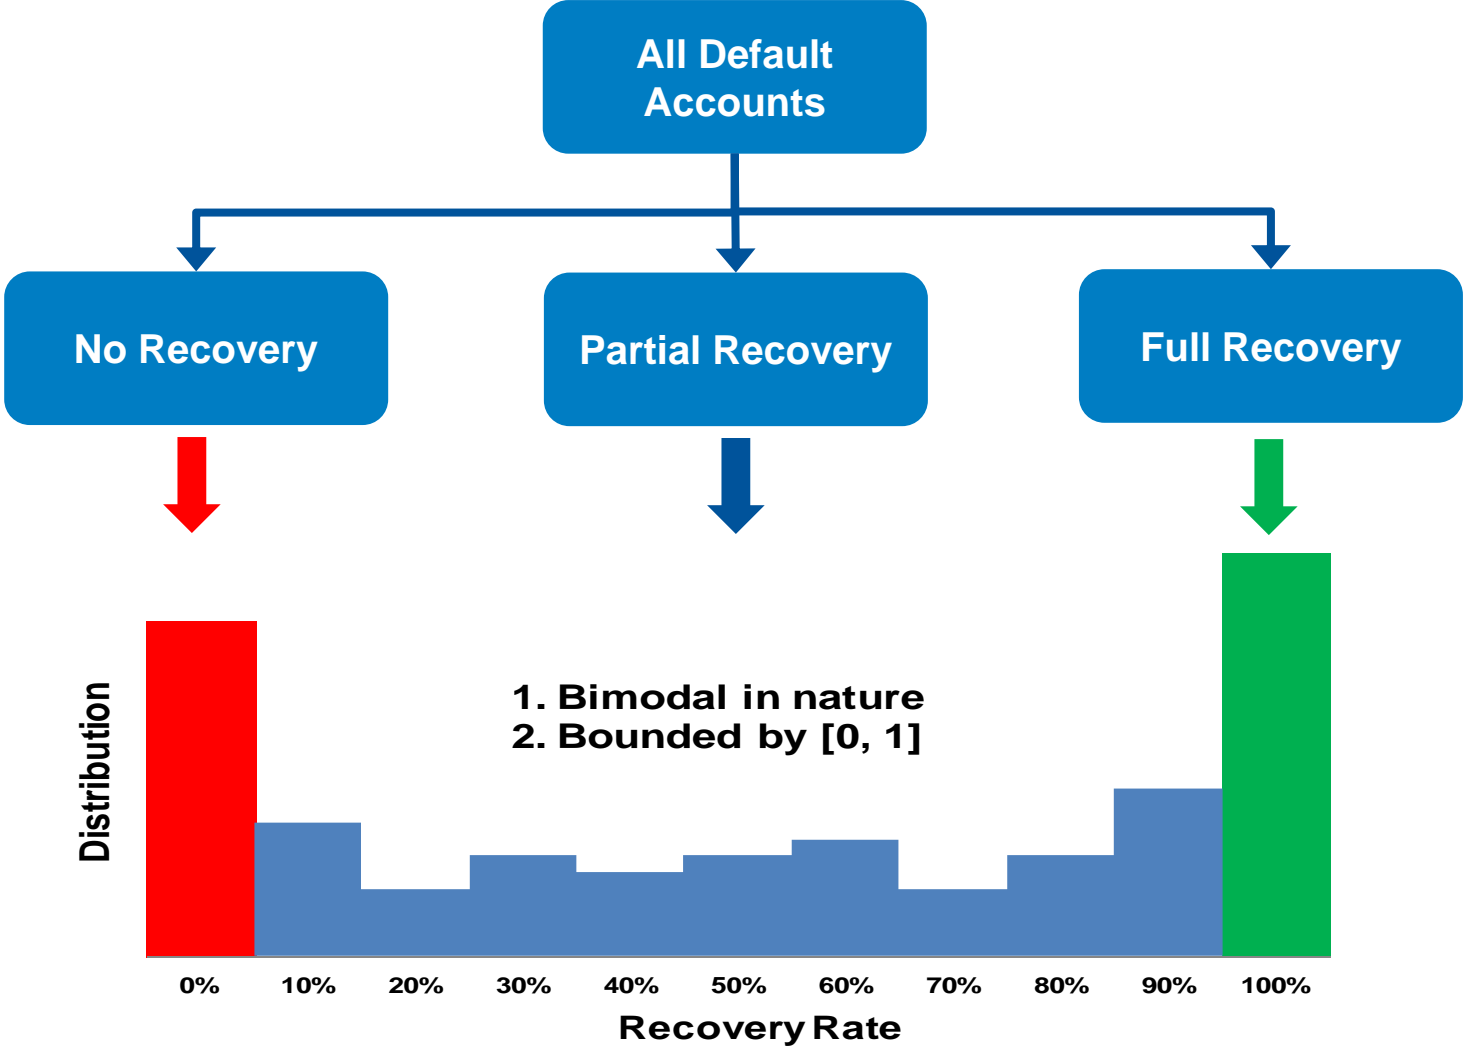 All Default
Accounts
No Recovery
Partial Recovery
Full Recovery
1. Bimodal in nature
2. Bounded by [0, 1]
Distribution
0% 10% 20% 30% 40% 50% 60% 70% 80% 90% 100%
Recovery Rate